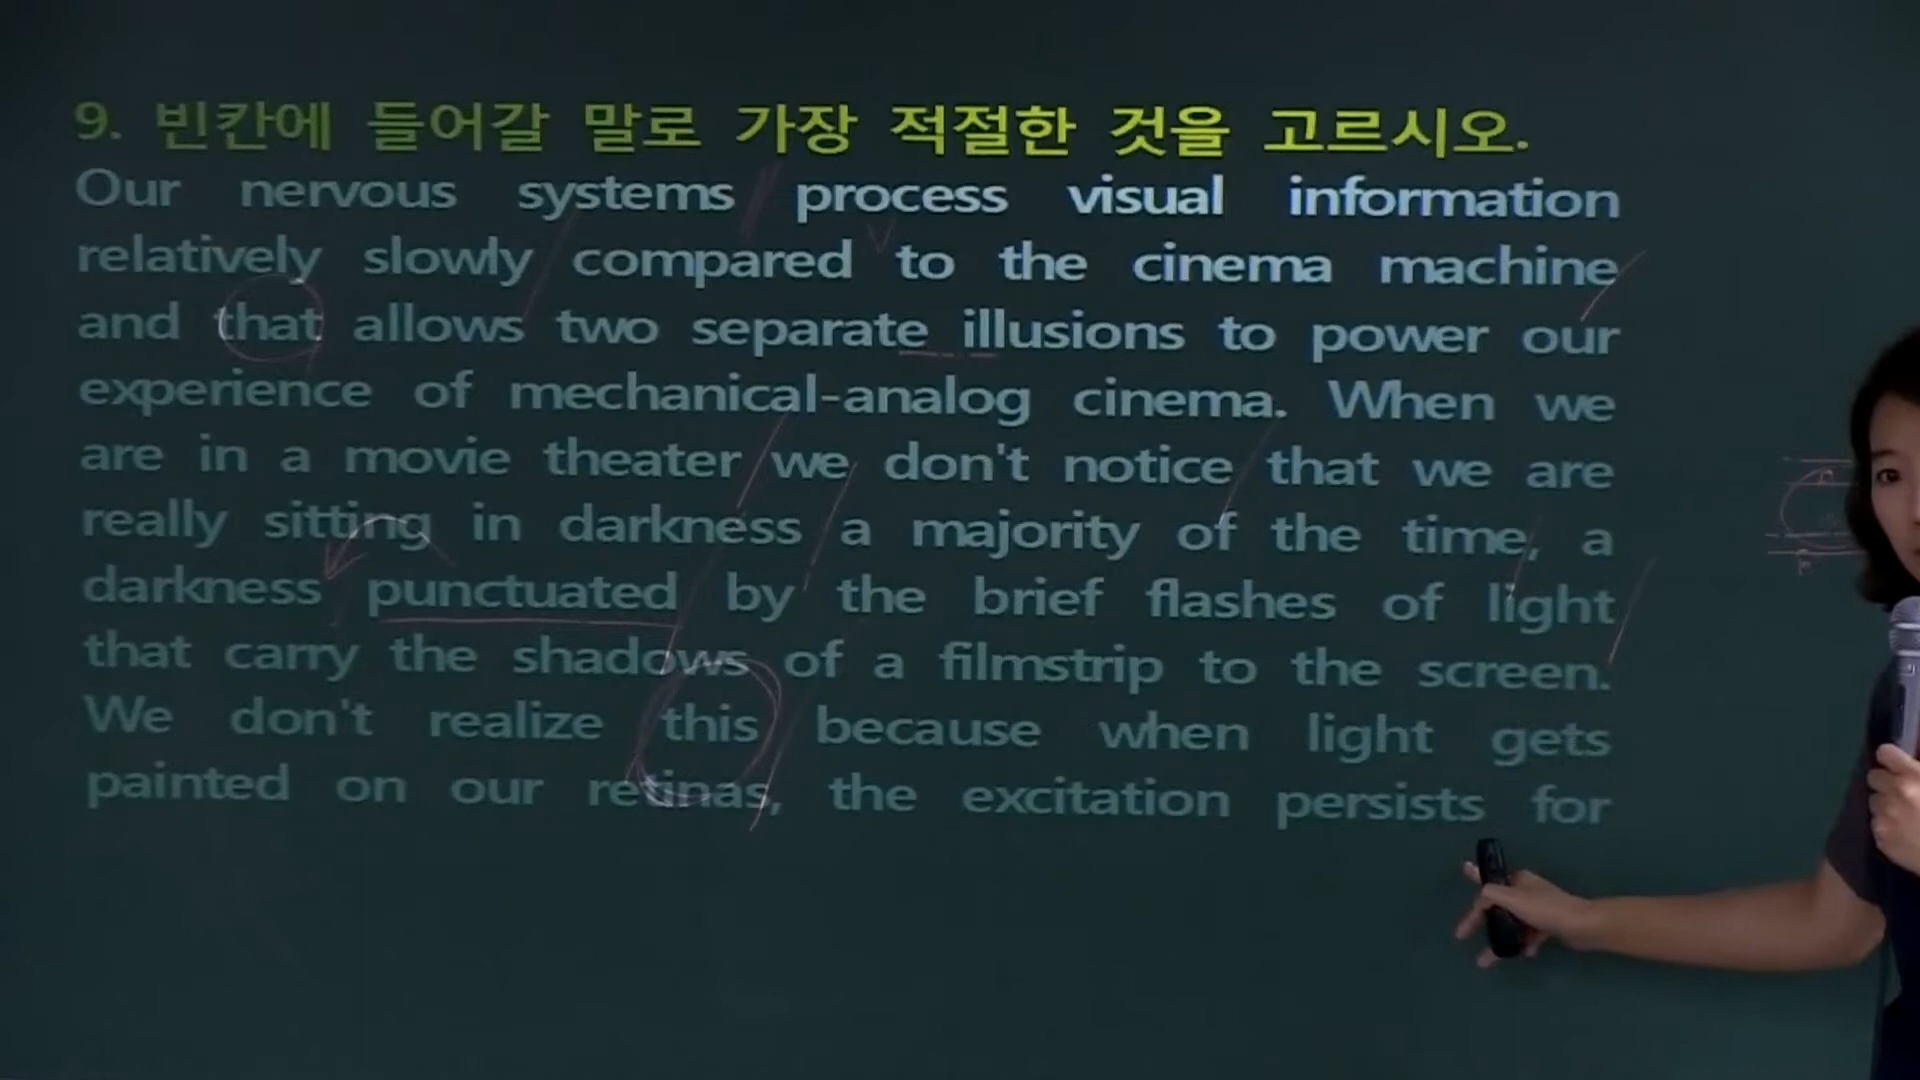 9. 빈칸에 들어갈 말로 가장 적절한 것을 고르시오.
Our nervous systems process visual information
relatively slowly compared to the cinema machine
and that allows two separate illusions to power our
experience of mechanical-analog cinema. When we
are in a movie theater we don't notice that we are
really sitting in darkness a majority of the time, a
darkness punctuated by the brief flashes of light
that carry the shadows of a filmstrip to the screen.
We don't realize this because when light gets
painted on our retinas, the excitation persists for